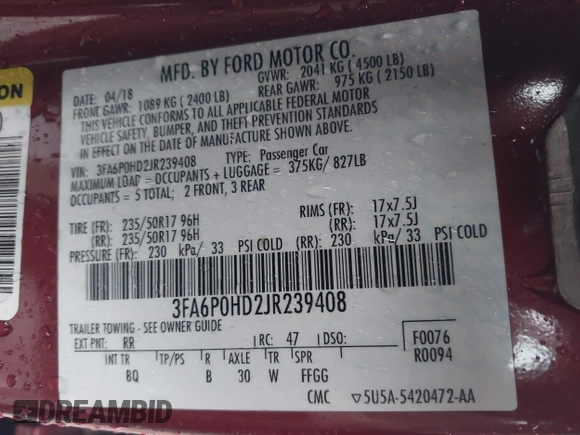 MFD. BY FORD MOTOR CO.
DATE: 04/18 GVWR: 2041 KG ( 4500 LB)
FRONT GAWR: 1089 KG ( 2400 LB) REAR GAWR: 975 KG ( 2150 LB)
THIS VEHICLE CONFORMS TO ALL APPLICABLE FEDERAL MOTOR
VEHICLE SAFETY, BUMPER, AND THEFT PREVENTION STANDARDS
IN EFFECT ON THE DATE OF MANUFACTURE SHOWN ABOVE.
VIN: 3FA6P0HD2JR239408 TYPE: Passenger Car
MAXIMUM LOAD = OCCUPANTS + LUGGAGE = 375KG/ 827LB
OCCUPANTS = 5 TOTAL; 2 FRONT, 3 REAR
TIRE (FR): 235/50R17 96H RIMS (FR): 17x7.5J
(RR): 235/50R17 96H (RR): 17x7.5J
PRESSURE (FR): 230 kPa/ 33 PSI COLD (RR): 230 kPa/ 33 PSI COLD
3FA6P0HD2JR239408
TRAILER TOWING - SEE OWNER GUIDE
EXT PNT: RR RC: 47 DSO: F0076
R0094
INT TR TP/PS R AXLE TR SPR
BQ B 30 W FFGG
CMC ▽5U5A-5420472-AA
DREAMBID